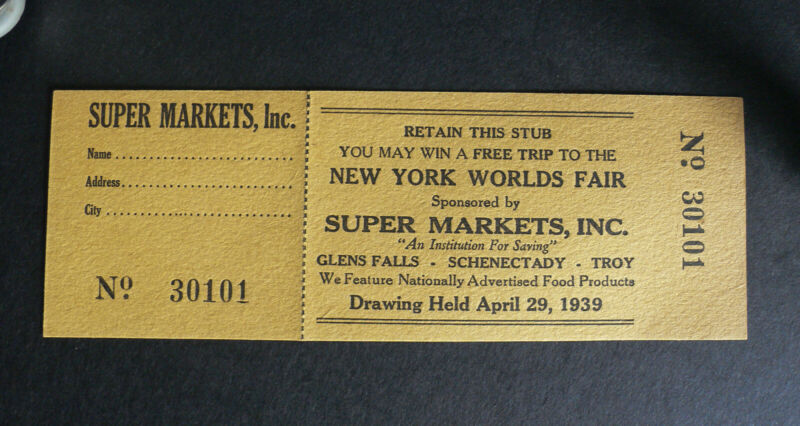 SUPER MARKETS, Inc.
Name
Address
City
Nº 30101
RETAIN THIS STUB
YOU MAY WIN A FREE TRIP TO THE
NEW YORK WORLDS FAIR
Sponsored by
SUPER MARKETS, INC.
"An Institution For Saving"
GLENS FALLS - SCHENECTADY - TROY
We Feature Nationally Advertised Food Products
Drawing Held April 29, 1939
Nº 30101